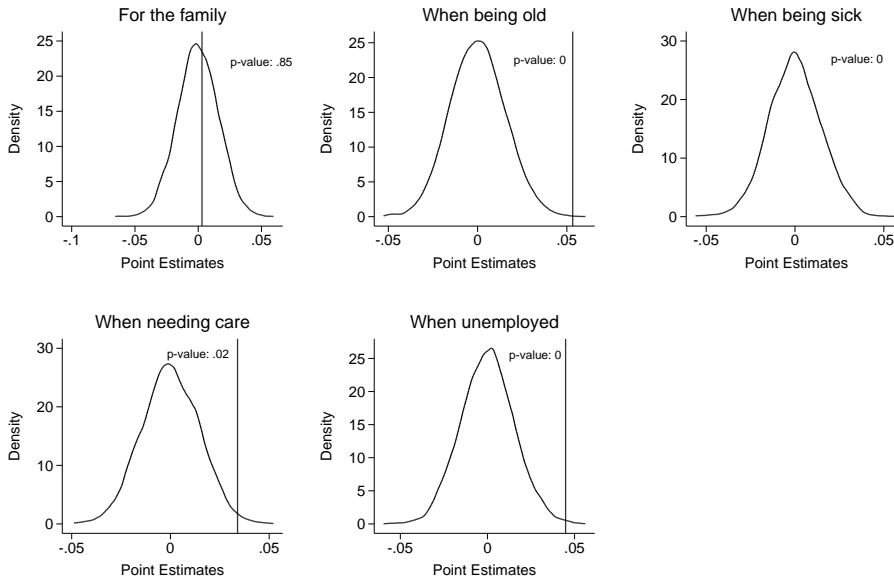 For the family
25
20
15
10
5
0
Density
p-value: .85
-.1 -.05 0 .05
Point Estimates
When being old
25
20
15
10
5
0
Density
p-value: 0
-.05 0 .05
Point Estimates
When being sick
30
20
10
0
Density
p-value: 0
-.05 0 .05
Point Estimates
When needing care
30
20
10
0
Density
p-value: .02
-.05 0 .05
Point Estimates
When unemployed
25
20
15
10
5
0
Density
p-value: 0
-.05 0 .05
Point Estimates